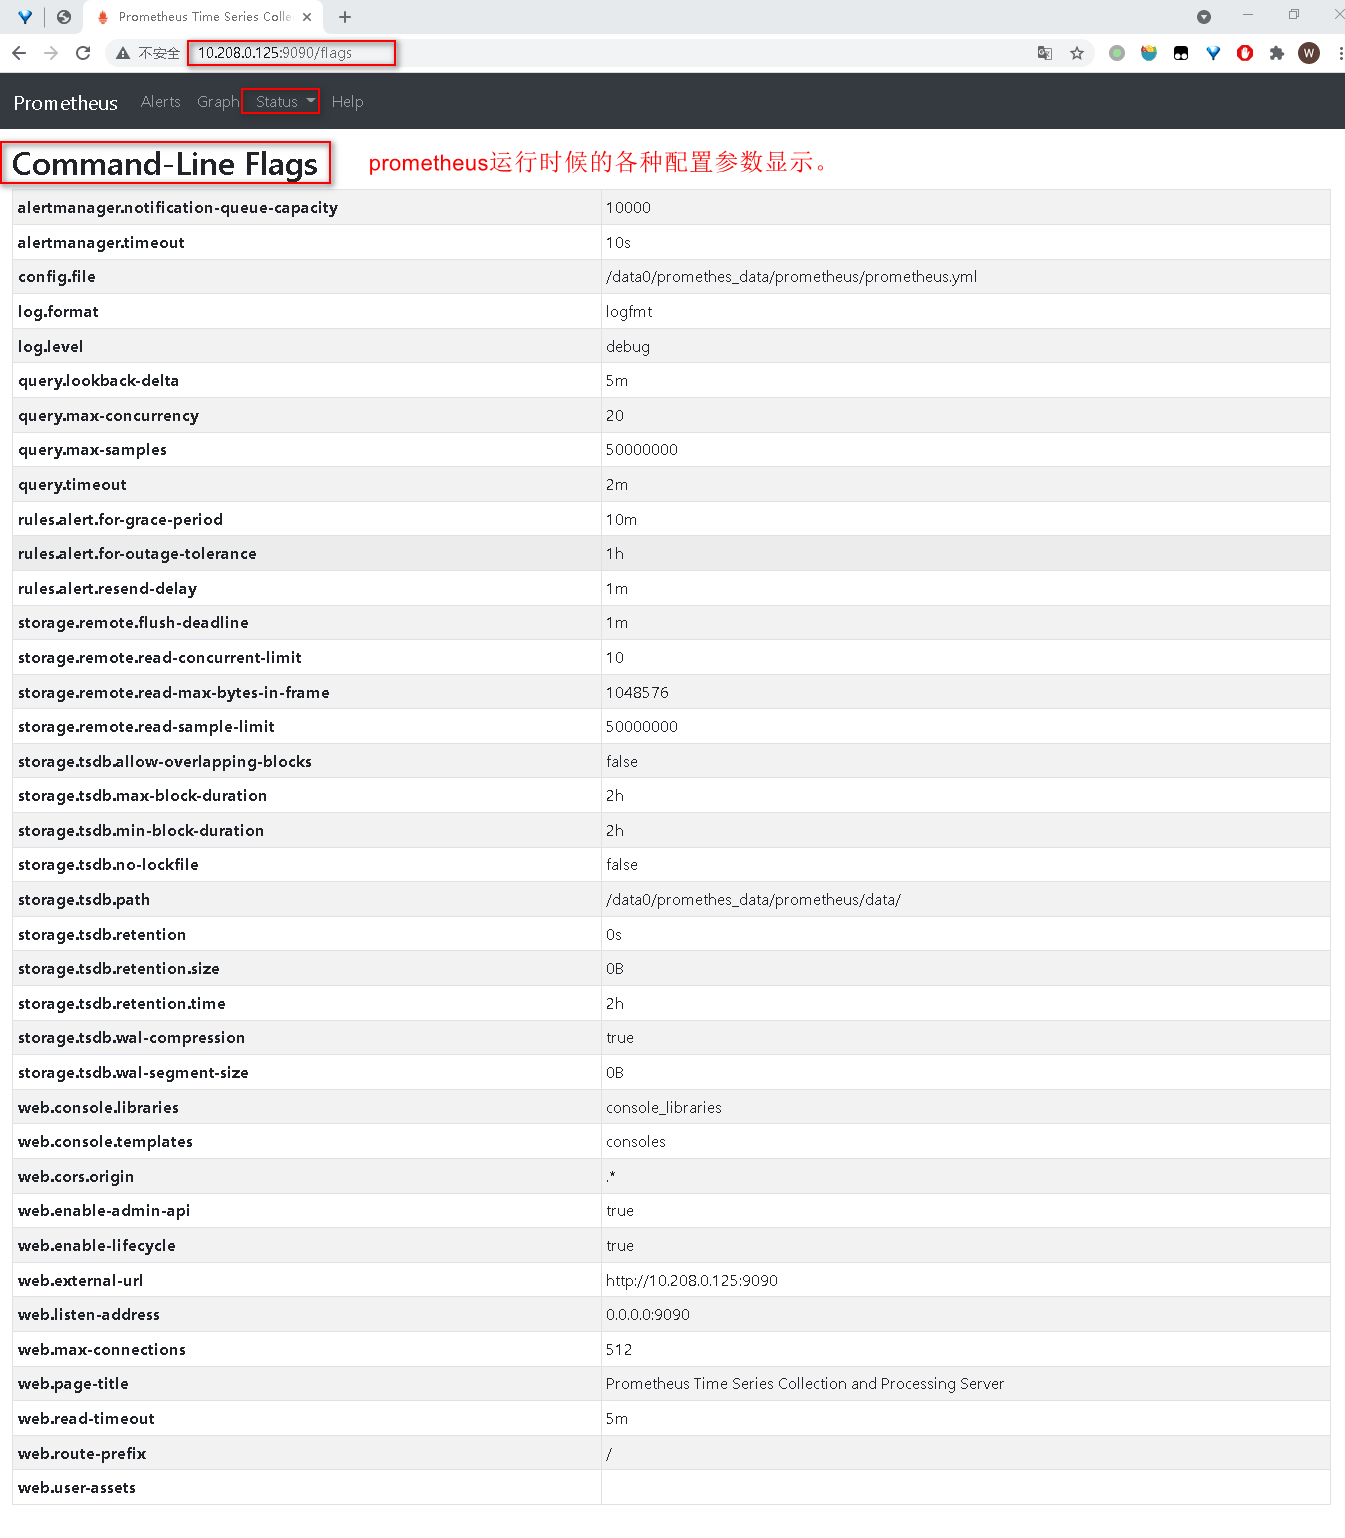 Prometheus Time Series Colle
不安全 10.208.0.125:9090/flags
W
Prometheus Alerts Graph Status Help
Command-Line Flags prometheus运行时候的各种配置参数显示。
alertmanager.notification-queue-capacity 10000
alertmanager.timeout 10s
config.file /data0/promethes_data/prometheus/prometheus.yml
log.format logfmt
log.level debug
query.lookback-delta 5m
query.max-concurrency 20
query.max-samples 50000000
query.timeout 2m
rules.alert.for-grace-period 10m
rules.alert.for-outage-tolerance 1h
rules.alert.resend-delay 1m
storage.remote.flush-deadline 1m
storage.remote.read-concurrent-limit 10
storage.remote.read-max-bytes-in-frame 1048576
storage.remote.read-sample-limit 50000000
storage.tsdb.allow-overlapping-blocks false
storage.tsdb.max-block-duration 2h
storage.tsdb.min-block-duration 2h
storage.tsdb.no-lockfile false
storage.tsdb.path /data0/promethes_data/prometheus/data/
storage.tsdb.retention 0s
storage.tsdb.retention.size 0B
storage.tsdb.retention.time 2h
storage.tsdb.wal-compression true
storage.tsdb.wal-segment-size 0B
web.console.libraries console_libraries
web.console.templates consoles
web.cors.origin .*
web.enable-admin-api true
web.enable-lifecycle true
web.external-url http://10.208.0.125:9090
web.listen-address 0.0.0.0:9090
web.max-connections 512
web.page-title Prometheus Time Series Collection and Processing Server
web.read-timeout 5m
web.route-prefix /
web.user-assets